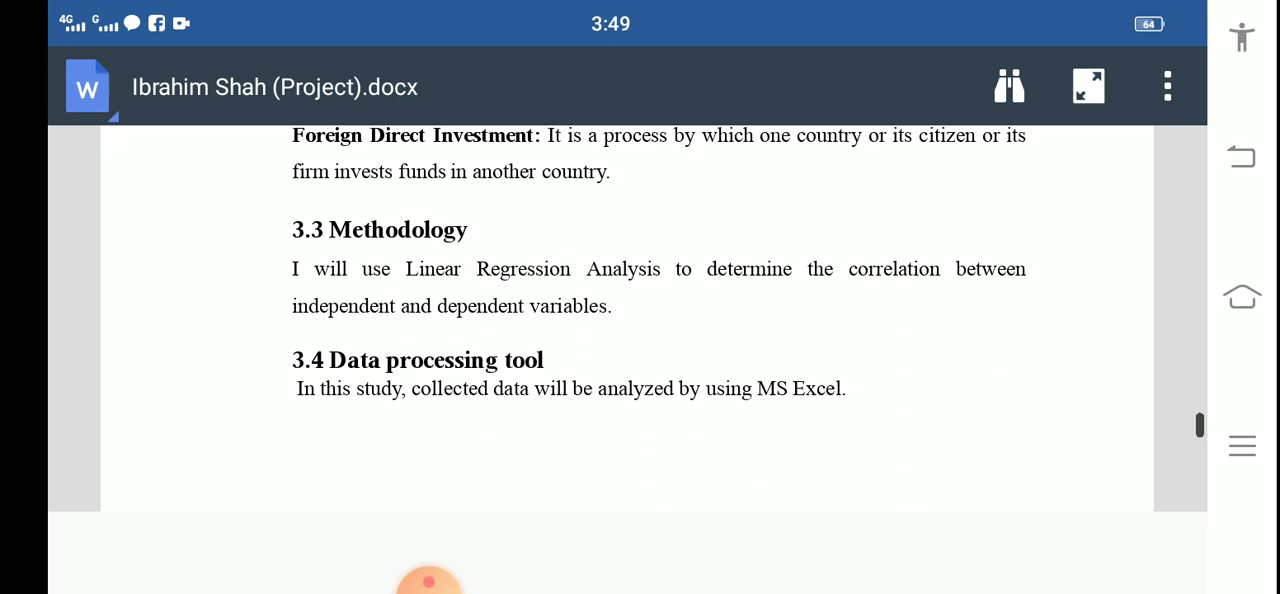 4G G 3:49 64
W Ibrahim Shah (Project).docx
Foreign Direct Investment: It is a process by which one country or its citizen or its
firm invests funds in another country.
3.3 Methodology
I will use Linear Regression Analysis to determine the correlation between
independent and dependent variables.
3.4 Data processing tool
In this study, collected data will be analyzed by using MS Excel.